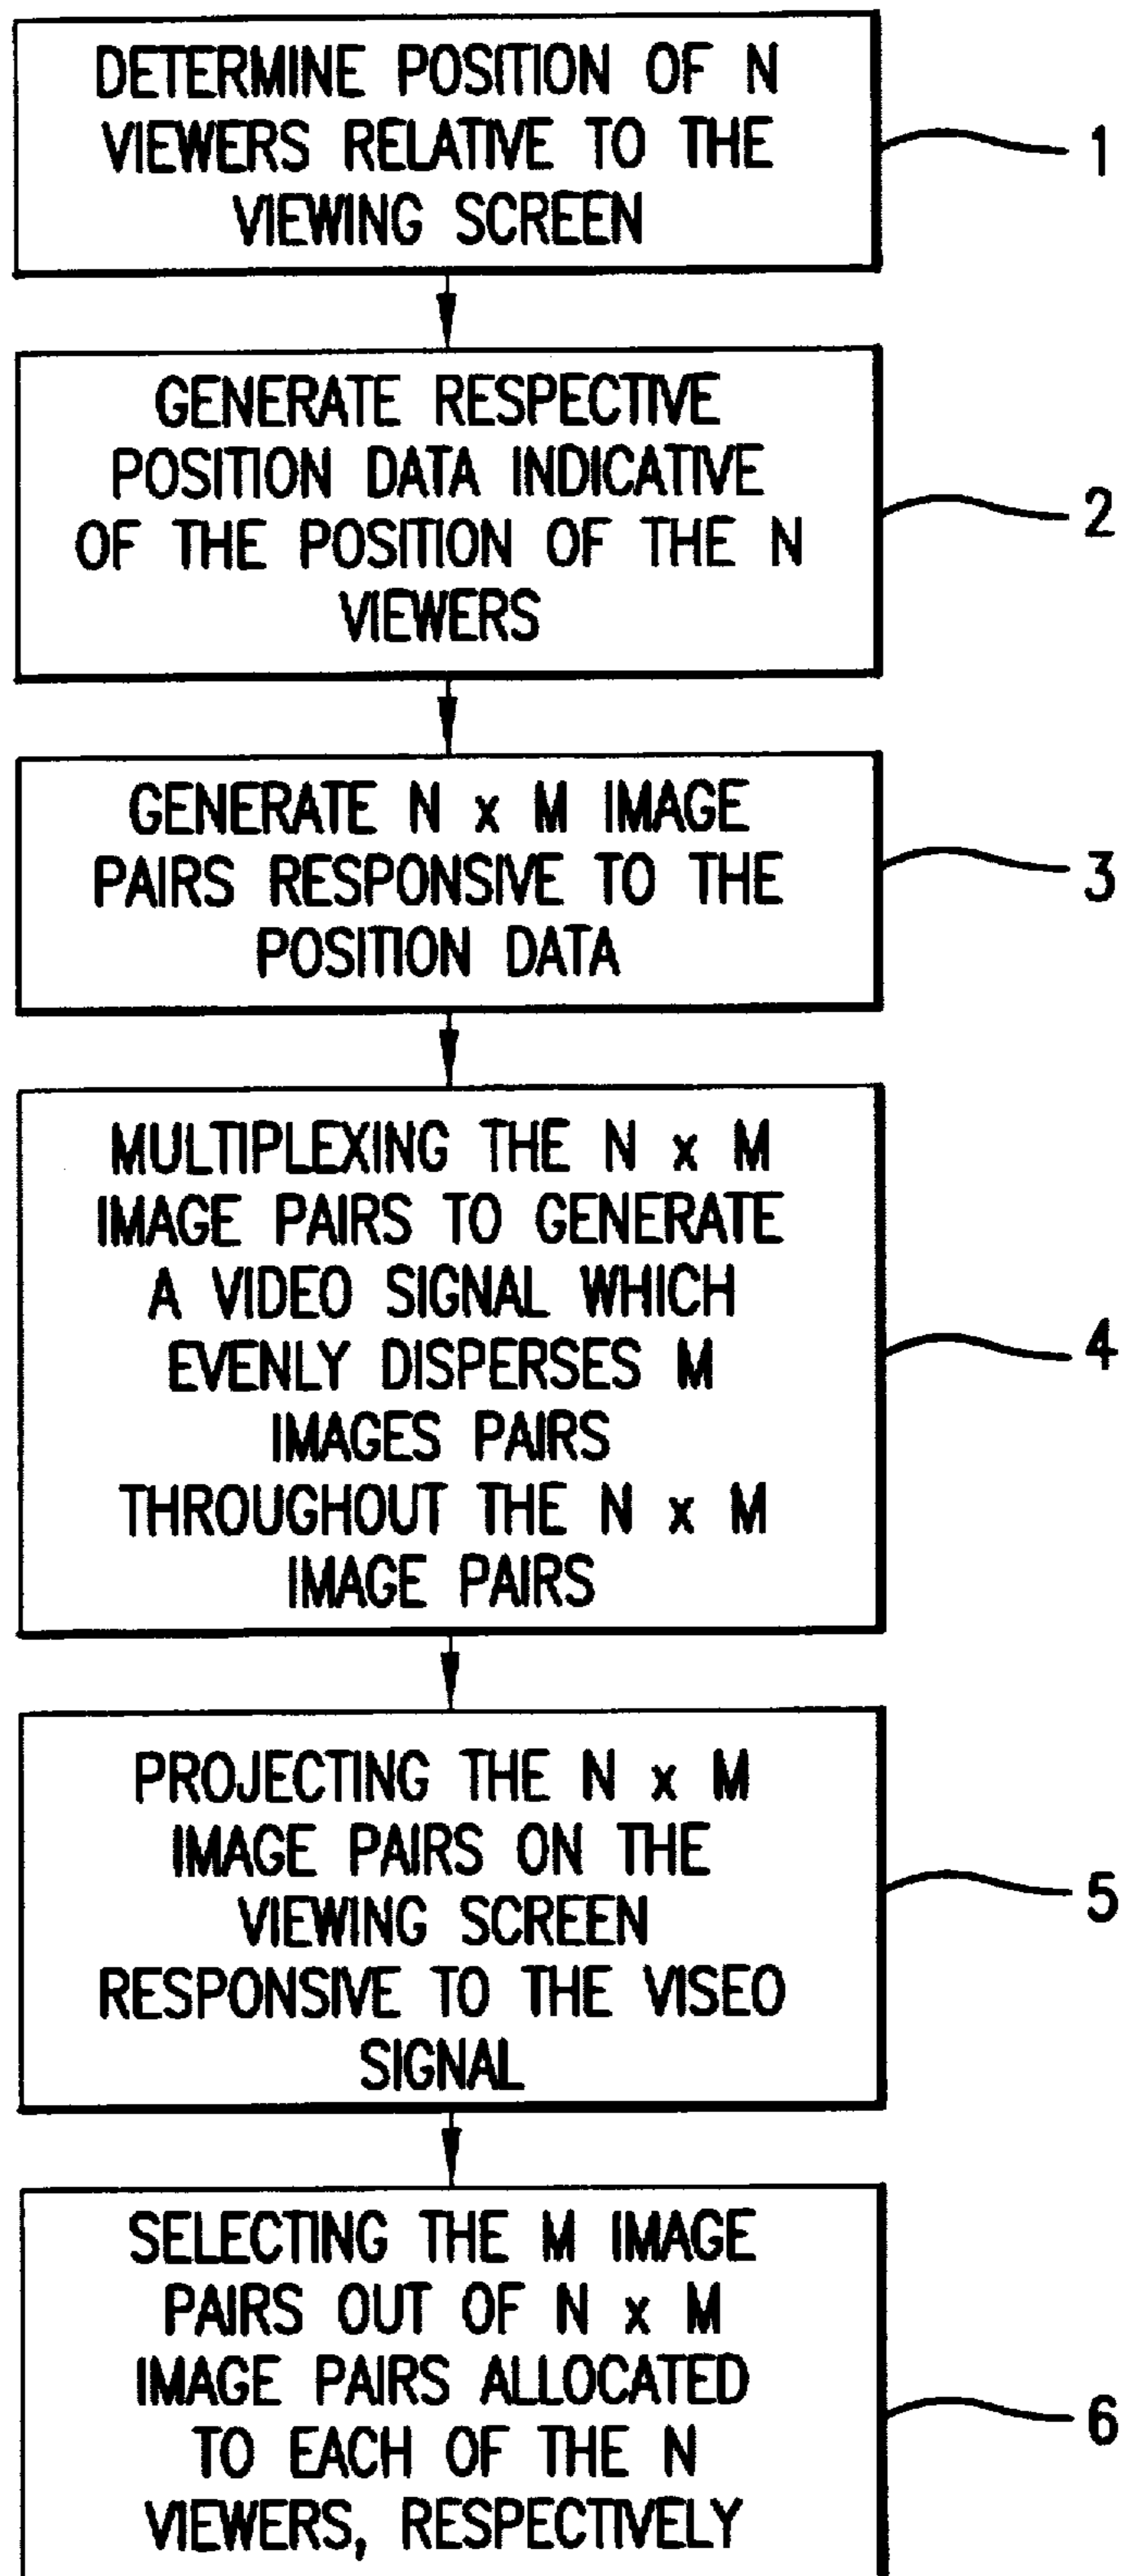 DETERMINE POSITION OF N
VIEWERS RELATIVE TO THE
VIEWING SCREEN
1
GENERATE RESPECTIVE
POSITION DATA INDICATIVE
OF THE POSITION OF THE N
VIEWERS
2
GENERATE N x M IMAGE
PAIRS RESPONSIVE TO THE
POSITION DATA
3
MULTIPLEXING THE N x M
IMAGE PAIRS TO GENERATE
A VIDEO SIGNAL WHICH
EVENLY DISPERSES M
IMAGES PAIRS
THROUGHOUT THE N x M
IMAGE PAIRS
4
PROJECTING THE N x M
IMAGE PAIRS ON THE
VIEWING SCREEN
RESPONSIVE TO THE VISEO
SIGNAL
5
SELECTING THE M IMAGE
PAIRS OUT OF N x M
IMAGE PAIRS ALLOCATED
TO EACH OF THE N
VIEWERS, RESPECTIVELY
6